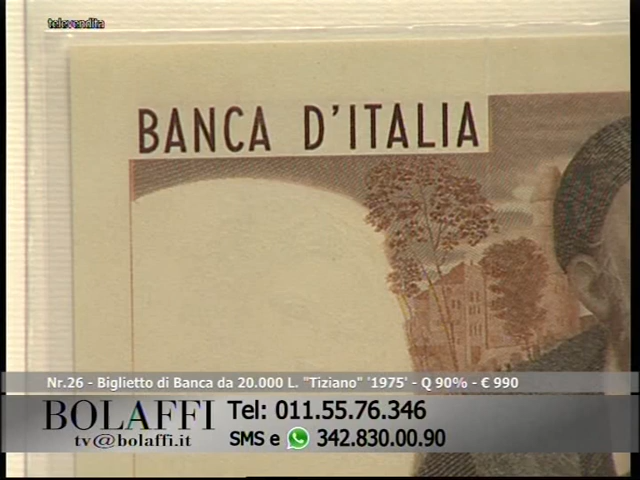 televendita
BANCA D'ITALIA
Nr.26 - Biglietto di Banca da 20.000 L. "Tiziano" '1975' - Q 90% - € 990
BOLAFFI
tv@bolaffi.it
Tel: 011.55.76.346
SMS e 342.830.00.90